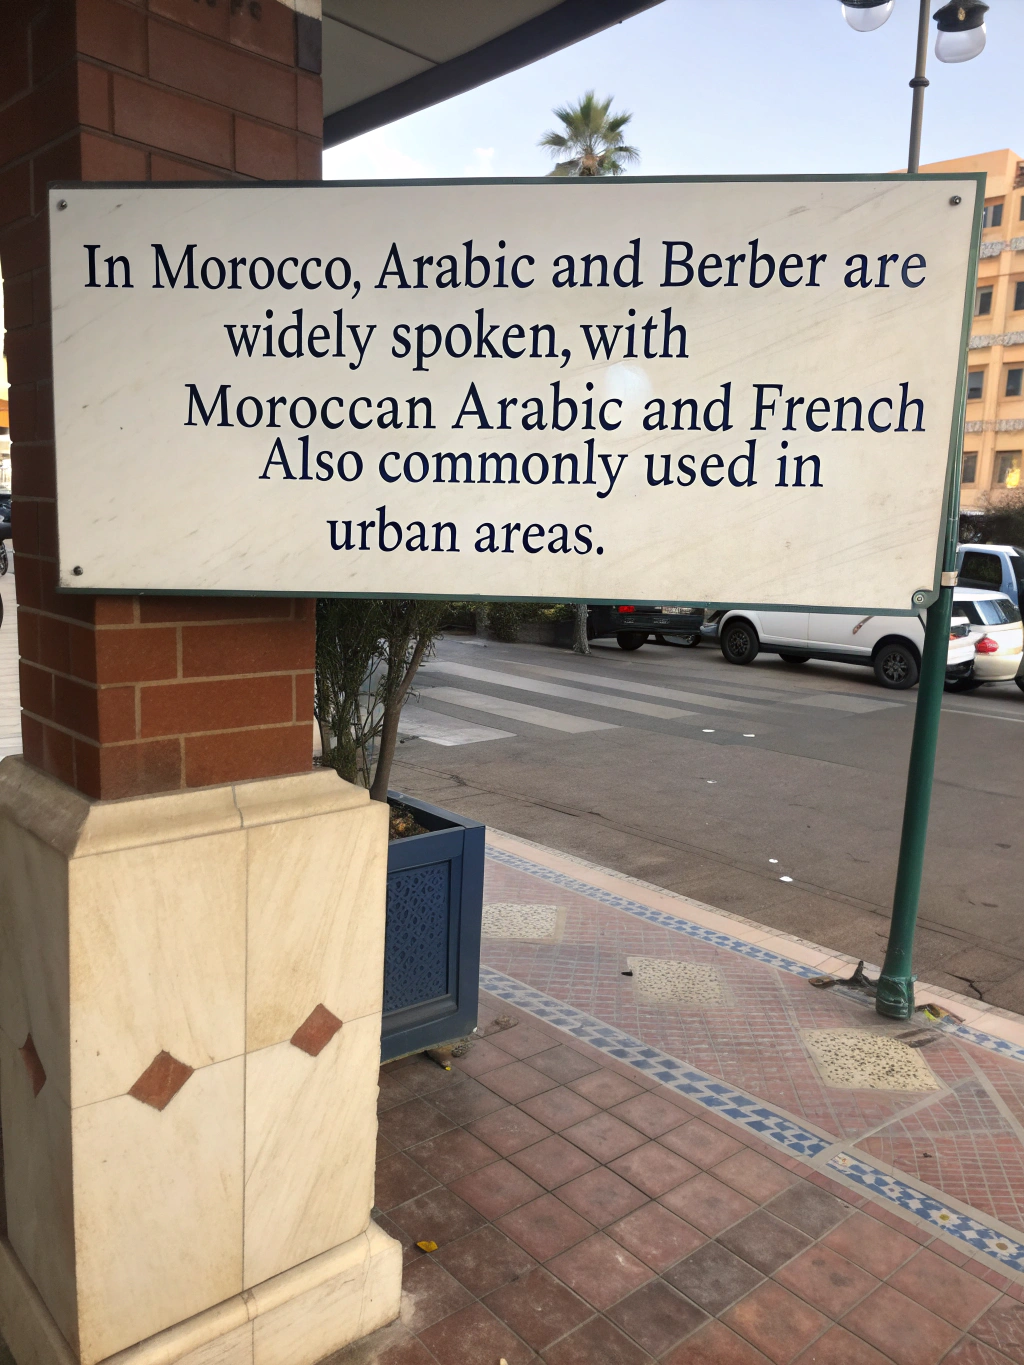 In Morocco, Arabic and Berber are
widely spoken, with
Moroccan Arabic and French
Also commonly used in
urban areas.